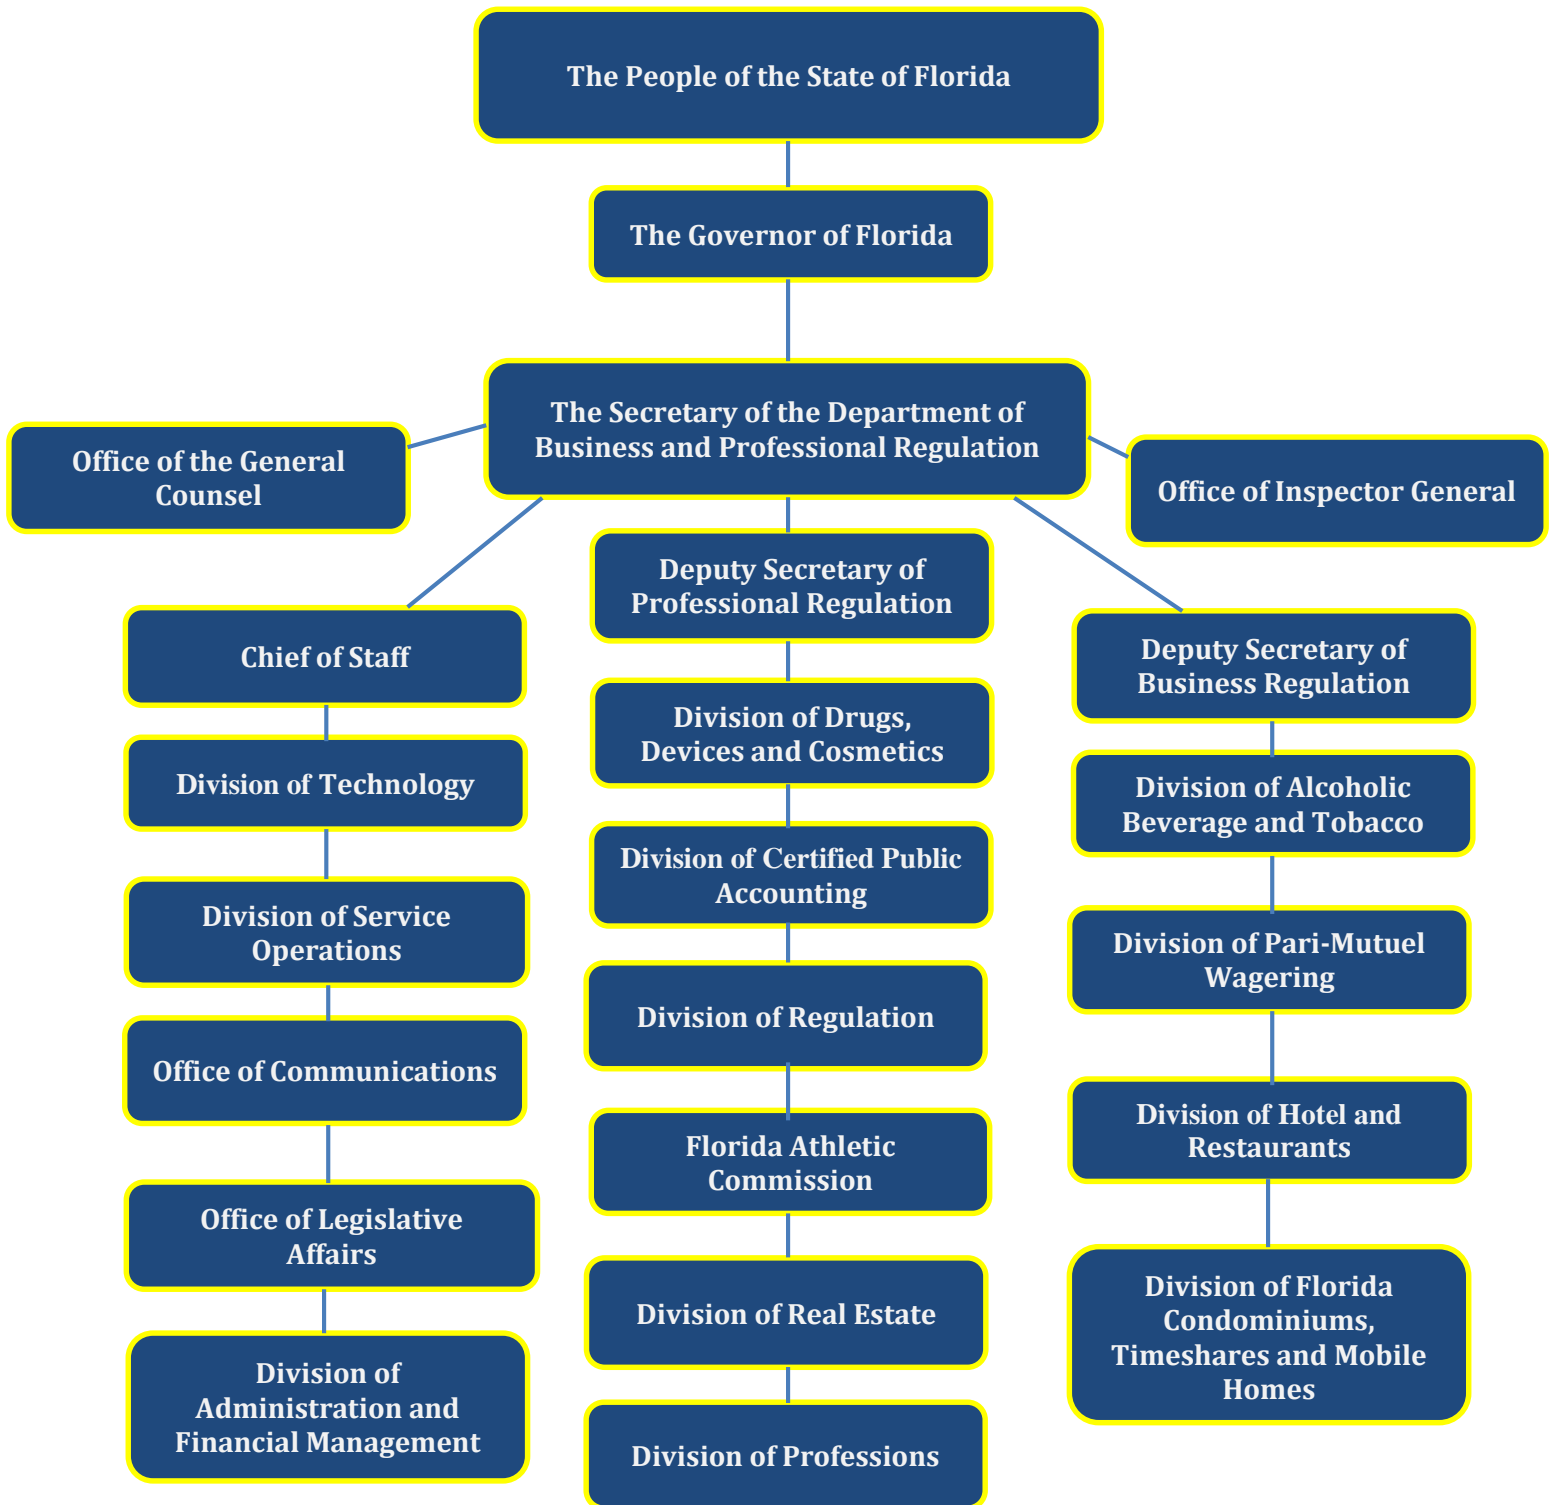 The People of the State of Florida
The Governor of Florida
The Secretary of the Department of
Business and Professional Regulation
Office of the General
Counsel
Office of Inspector General
Chief of Staff
Division of Technology
Division of Service
Operations
Office of Communications
Office of Legislative
Affairs
Division of
Administration and
Financial Management
Deputy Secretary of
Professional Regulation
Division of Drugs,
Devices and Cosmetics
Division of Certified Public
Accounting
Division of Regulation
Florida Athletic
Commission
Division of Real Estate
Division of Professions
Deputy Secretary of
Business Regulation
Division of Alcoholic
Beverage and Tobacco
Division of Pari-Mutuel
Wagering
Division of Hotel and
Restaurants
Division of Florida
Condominiums,
Timeshares and Mobile
Homes